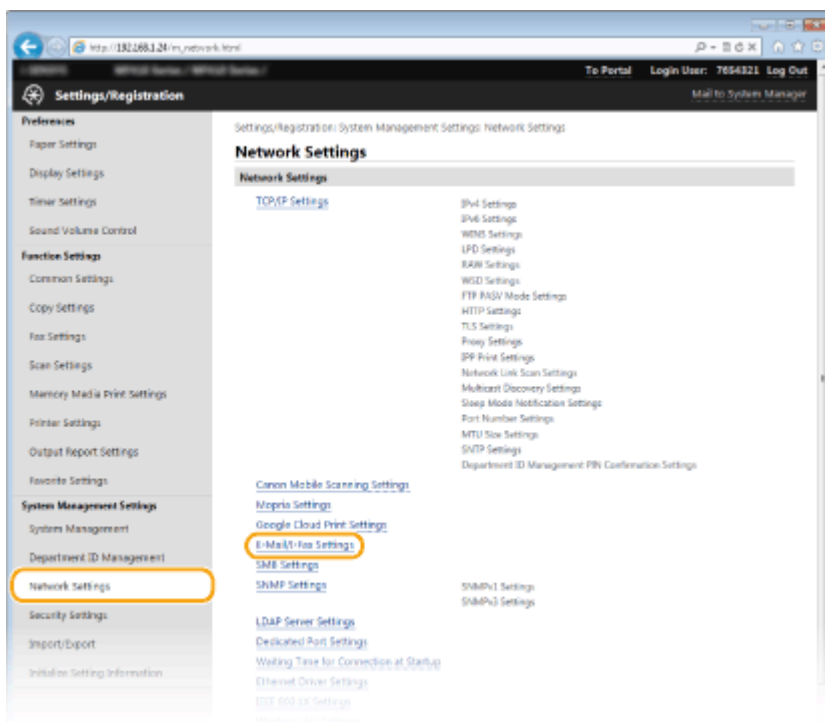 http://192.168.1.24/m_network.html
To Portal Login User: 7654321 Log Out
Settings/Registration
Mail to System Manager
Preferences
Paper Settings
Display Settings
Timer Settings
Sound Volume Control
Function Settings
Common Settings
Copy Settings
Fax Settings
Scan Settings
Memory Media Print Settings
Printer Settings
Output Report Settings
Favorite Settings
System Management Settings
System Management
Department ID Management
Network Settings
Security Settings
Import/Export
Initialize Setting Information
Settings/Registration: System Management Settings: Network Settings
Network Settings
Network Settings
TCP/IP Settings
IPv4 Settings
IPv6 Settings
WINS Settings
LPD Settings
RAW Settings
WSD Settings
FTP PASV Mode Settings
HTTP Settings
TLS Settings
Proxy Settings
IPP Print Settings
Network Link Scan Settings
Multicast Discovery Settings
Sleep Mode Notification Settings
Port Number Settings
MTU Size Settings
SNTP Settings
Department ID Management PIN Confirmation Settings
Canon Mobile Scanning Settings
Mopria Settings
Google Cloud Print Settings
E-Mail/I-Fax Settings
SMB Settings
SNMP Settings
SNMPv1 Settings
SNMPv3 Settings
LDAP Server Settings
Dedicated Port Settings
Waiting Time for Connection at Startup
Ethernet Driver Settings
IEEE 802.1X Settings